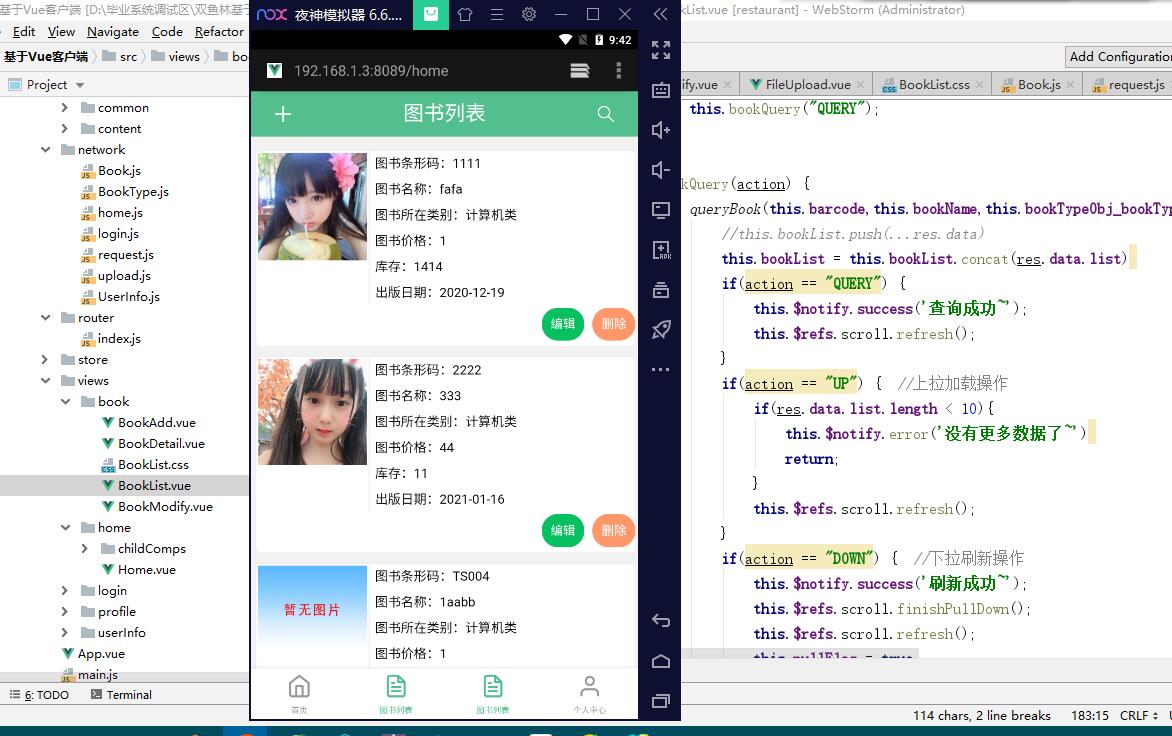 基于Vue客户端 [D:\毕业系统调试区\双鱼林基
Edit View Navigate Code Refactor
基于Vue客户端 src views bo
Project
common
content
network
Book.js
BookType.js
home.js
login.js
request.js
upload.js
UserInfo.js
router
index.js
store
views
book
BookAdd.vue
BookDetail.vue
BookList.css
BookList.vue
BookModify.vue
home
childComps
Home.vue
login
profile
userInfo
App.vue
main.js
6: TODO Terminal
nox 夜神模拟器 6.6....
9:42
192.168.1.3:8089/home
+ 图书列表
图书条形码：1111
图书名称：fafa
图书所在类别：计算机类
图书价格：1
库存：1414
出版日期：2020-12-19
编辑 删除
图书条形码：2222
图书名称：333
图书所在类别：计算机类
图书价格：44
库存：11
出版日期：2021-01-16
编辑 删除
暂无图片
图书条形码：TS004
图书名称：1aabb
图书所在类别：计算机类
图书价格：1
首页 图书列表 图书列表 个人中心
kList.vue [restaurant] - WebStorm (Administrator)
Add Configuration
ify.vue FileUpload.vue BookList.css Book.js request.js
this.bookQuery("QUERY");
kQuery(action) {
queryBook(this.barcode,this.bookName,this.bookTypeObj_bookTyp
//this.bookList.push(...res.data)
this.bookList = this.bookList.concat(res.data.list)
if(action == "QUERY") {
this.$notify.success('查询成功~');
this.$refs.scroll.refresh();
}
if(action == "UP") { //上拉加载操作
if(res.data.list.length < 10){
this.$notify.error('没有更多数据了~')
return;
}
this.$refs.scroll.refresh();
}
if(action == "DOWN") { //下拉刷新操作
this.$notify.success('刷新成功~');
this.$refs.scroll.finishPullDown();
this.$refs.scroll.refresh();
114 chars, 2 line breaks 183:15 CRLF